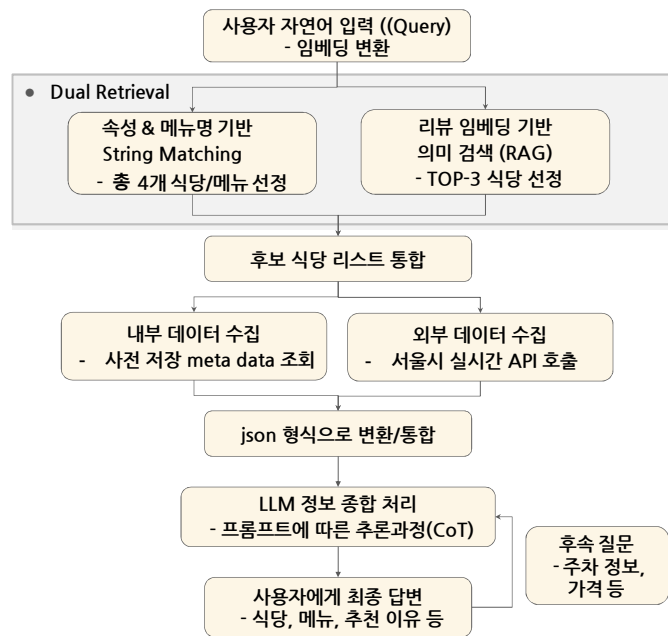 사용자 자연어 입력 ((Query)
- 임베딩 변환
● Dual Retrieval
속성 & 메뉴명 기반
String Matching
- 총 4개 식당/메뉴 선정
리뷰 임베딩 기반
의미 검색 (RAG)
- TOP-3 식당 선정
후보 식당 리스트 통합
내부 데이터 수집
- 사전 저장 meta data 조회
외부 데이터 수집
- 서울시 실시간 API 호출
json 형식으로 변환/통합
LLM 정보 종합 처리
- 프롬프트에 따른 추론과정(CoT)
후속 질문
- 주차 정보,
가격 등
사용자에게 최종 답변
- 식당, 메뉴, 추천 이유 등